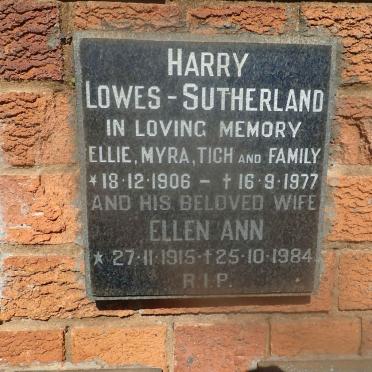 HARRY
LOWES-SUTHERLAND
IN LOVING MEMORY
ELLIE, MYRA, TICH AND FAMILY
*18·12·1906 - †16·9·1977
AND HIS BELOVED WIFE
ELLEN ANN
*27·11·1915·†25·10·1984
R.I.P.